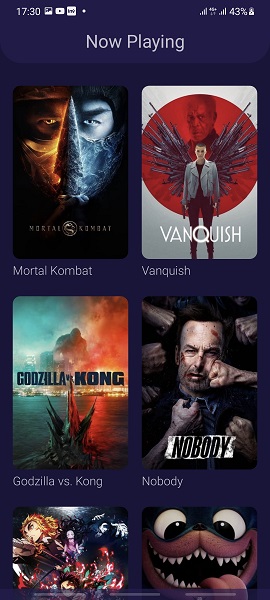 17:30
43%
Now Playing
MORTAL KOMBAT
VANQUISH
Mortal Kombat
Vanquish
GODZILLA vs. KONG
NOBODY
Godzilla vs. Kong
Nobody